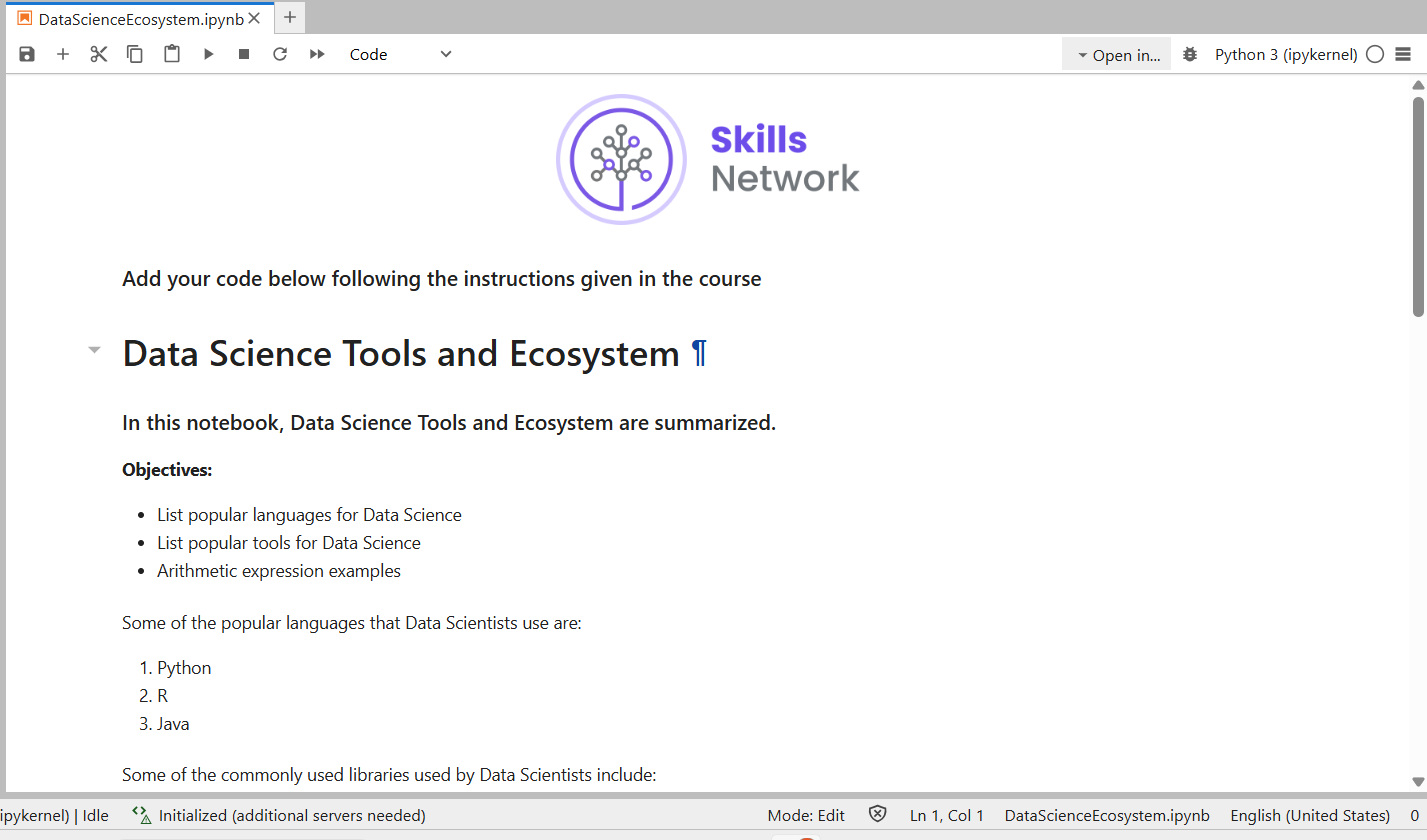 DataScienceEcosystem.ipynb
Code
Open in...
Python 3 (ipykernel)
Skills
Network
Add your code below following the instructions given in the course
Data Science Tools and Ecosystem ¶
In this notebook, Data Science Tools and Ecosystem are summarized.
Objectives:
• List popular languages for Data Science
• List popular tools for Data Science
• Arithmetic expression examples
Some of the popular languages that Data Scientists use are:
1. Python
2. R
3. Java
Some of the commonly used libraries used by Data Scientists include:
ipykernel) | Idle
Initialized (additional servers needed)
Mode: Edit
Ln 1, Col 1
DataScienceEcosystem.ipynb
English (United States)
0